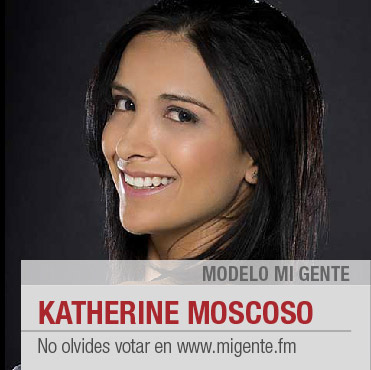 MODELO MI GENTE
KATHERINE MOSCOSO
No olvides votar en www.migente.fm